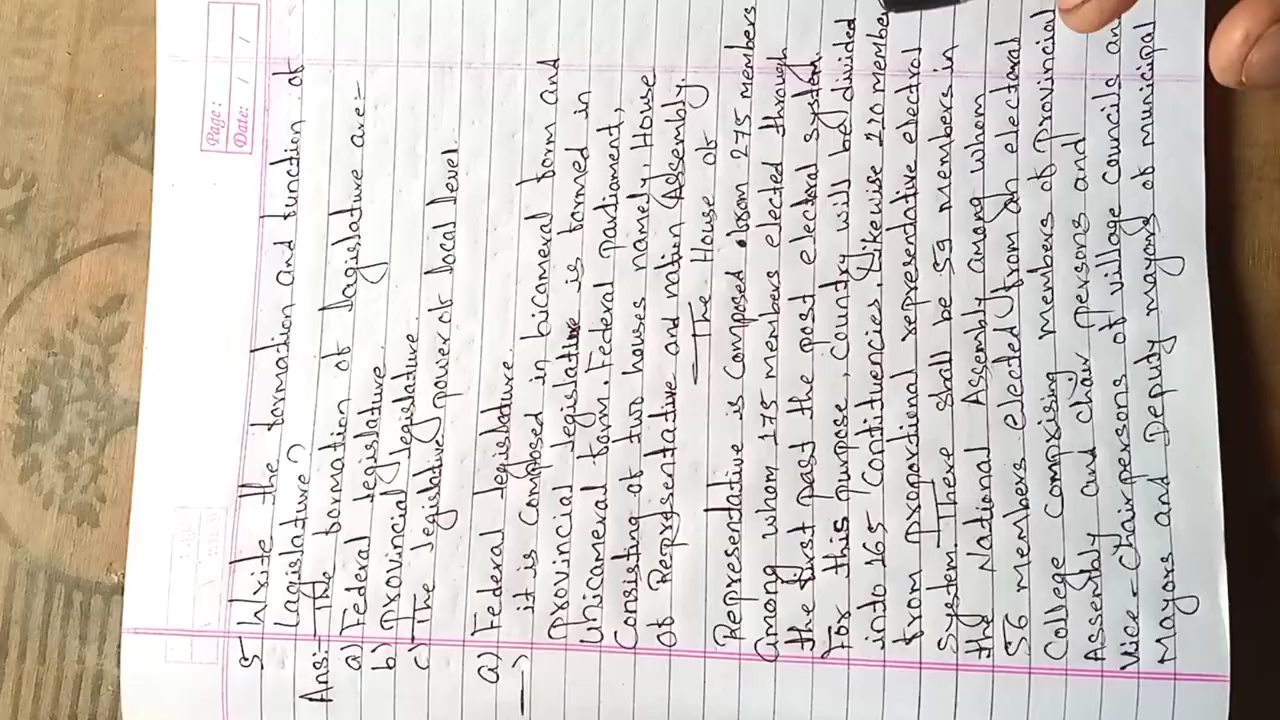 Page:
Date: / /
5 Write the formation and function of
Lagislature?
Ans:- The formation of Lagislature are:-
a) Federal legislature
b) provincial legislature.
c) The legislative power of local level.
a) Federal legislature.
→ it is composed in bicameral form and
provincial legislature is formed in
Unicameral form. Federal parliament,
Consisting of two houses namely, House
of Representative and nation Assembly.
The House of
Representative is composed from 275 members
among whom 175 members elected through
the first past the post electoral system.
For this purpose, Country will be divided
into 165 Contituencies. Likewise 110 member
from proportional representative electoral
System. There shall be 59 members in
the National Assembly among whom
56 members elected from an electoral
College comprising members of provincial
Assembly and chair persons and
Vice-Chairpersons of village councils an
Mayors and Deputy mayors of municipal